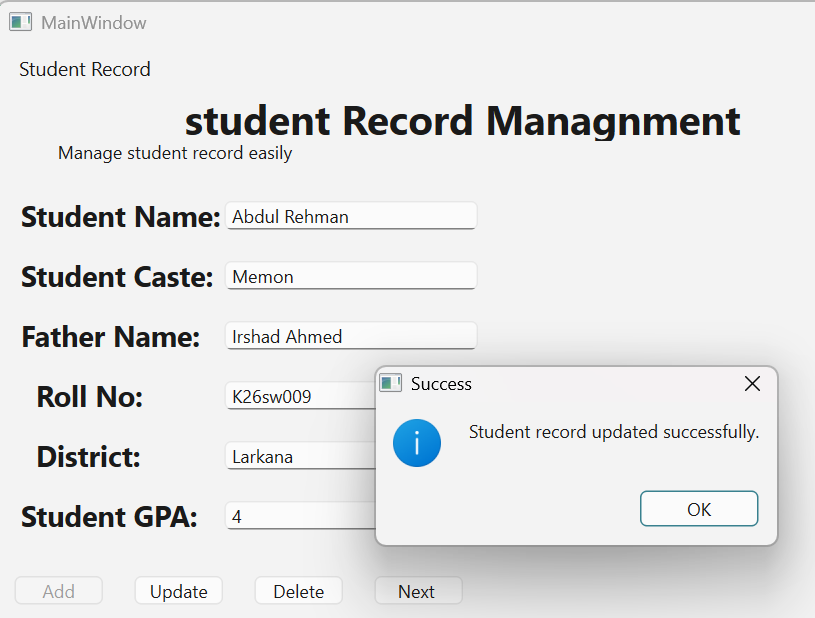 MainWindow
Student Record
student Record Managnment
Manage student record easily
Student Name: Abdul Rehman
Student Caste: Memon
Father Name: Irshad Ahmed
Roll No: K26sw009
District: Larkana
Student GPA: 4
Success
Student record updated successfully.
OK
Add Update Delete Next